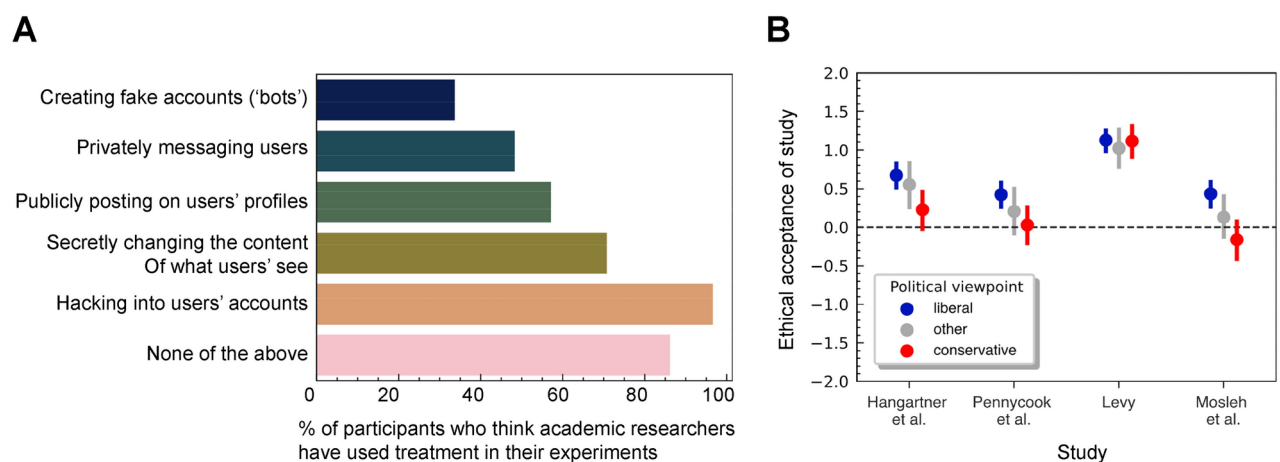 A
Creating fake accounts (‘bots’)
Privately messaging users
Publicly posting on users’ profiles
Secretly changing the content
Of what users’ see
Hacking into users’ accounts
None of the above
0 20 40 60 80 100
% of participants who think academic researchers
have used treatment in their experiments
B
Ethical acceptance of study
2.0
1.5
1.0
0.5
0.0
−0.5
−1.0
−1.5
−2.0
Political viewpoint
liberal
other
conservative
Hangartner Pennycook Levy Mosleh
et al. et al. et al.
Study